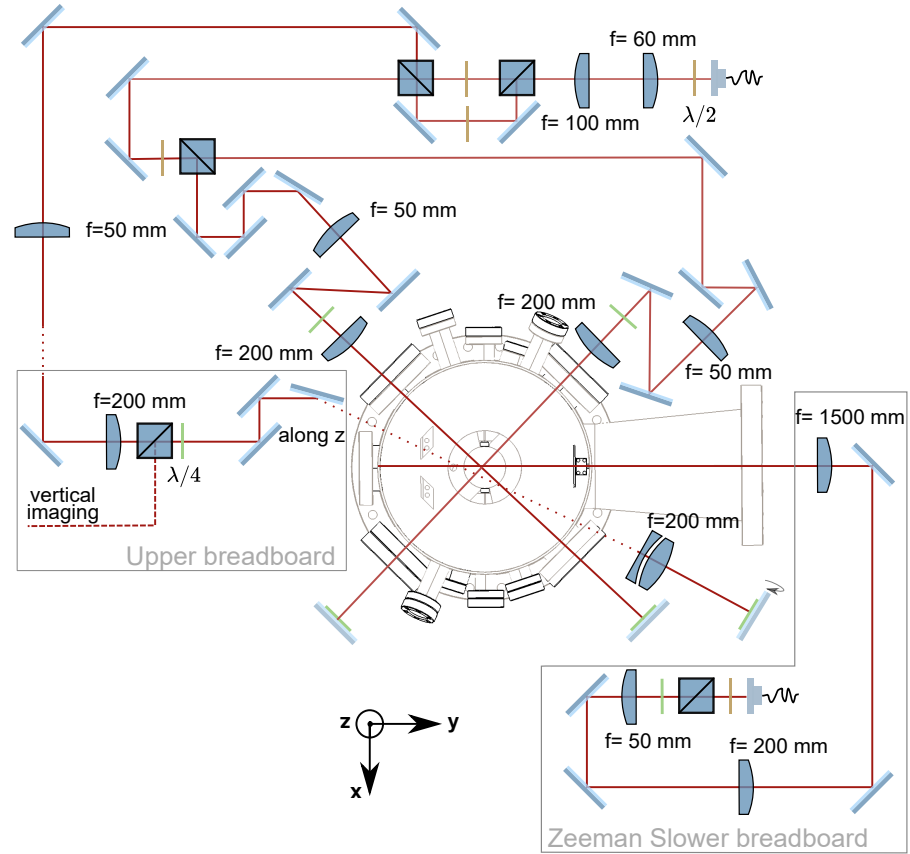 f= 60 mm
f= 100 mm
λ/2
f= 50 mm
f=50 mm
f= 200 mm
f= 200 mm
f= 50 mm
f=200 mm
along z
λ/4
vertical
imaging
Upper breadboard
f= 1500 mm
f=200 mm
f= 50 mm
f= 200 mm
z
y
x
Zeeman Slower breadboard